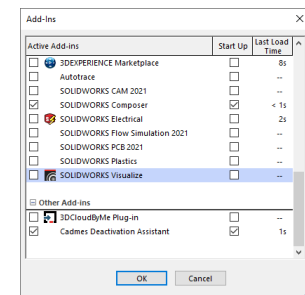 Add-Ins
Active Add-ins Start Up Last Load Time
3DEXPERIENCE Marketplace 8s
Autotrace --
SOLIDWORKS CAM 2021 --
SOLIDWORKS Composer < 1s
SOLIDWORKS Electrical 2s
SOLIDWORKS Flow Simulation 2021 --
SOLIDWORKS PCB 2021 --
SOLIDWORKS Plastics --
SOLIDWORKS Visualize --
Other Add-ins
3DCloudByMe Plug-in --
Cadmes Deactivation Assistant 1s
OK Cancel